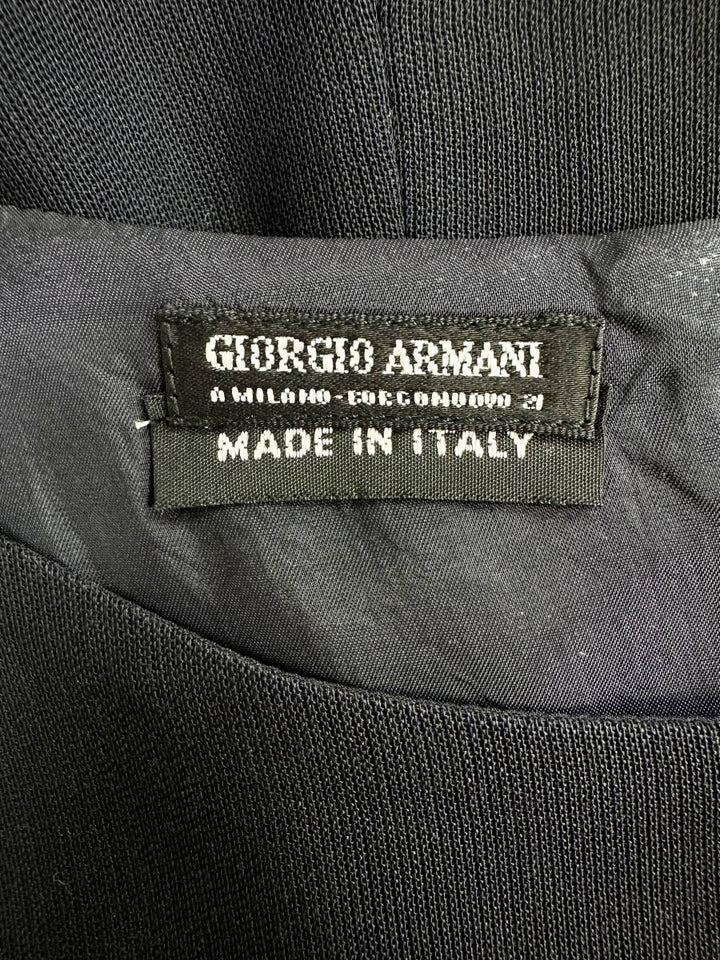 GIORGIO ARMANI
A MILANO-BORGONUOVO 21
MADE IN ITALY